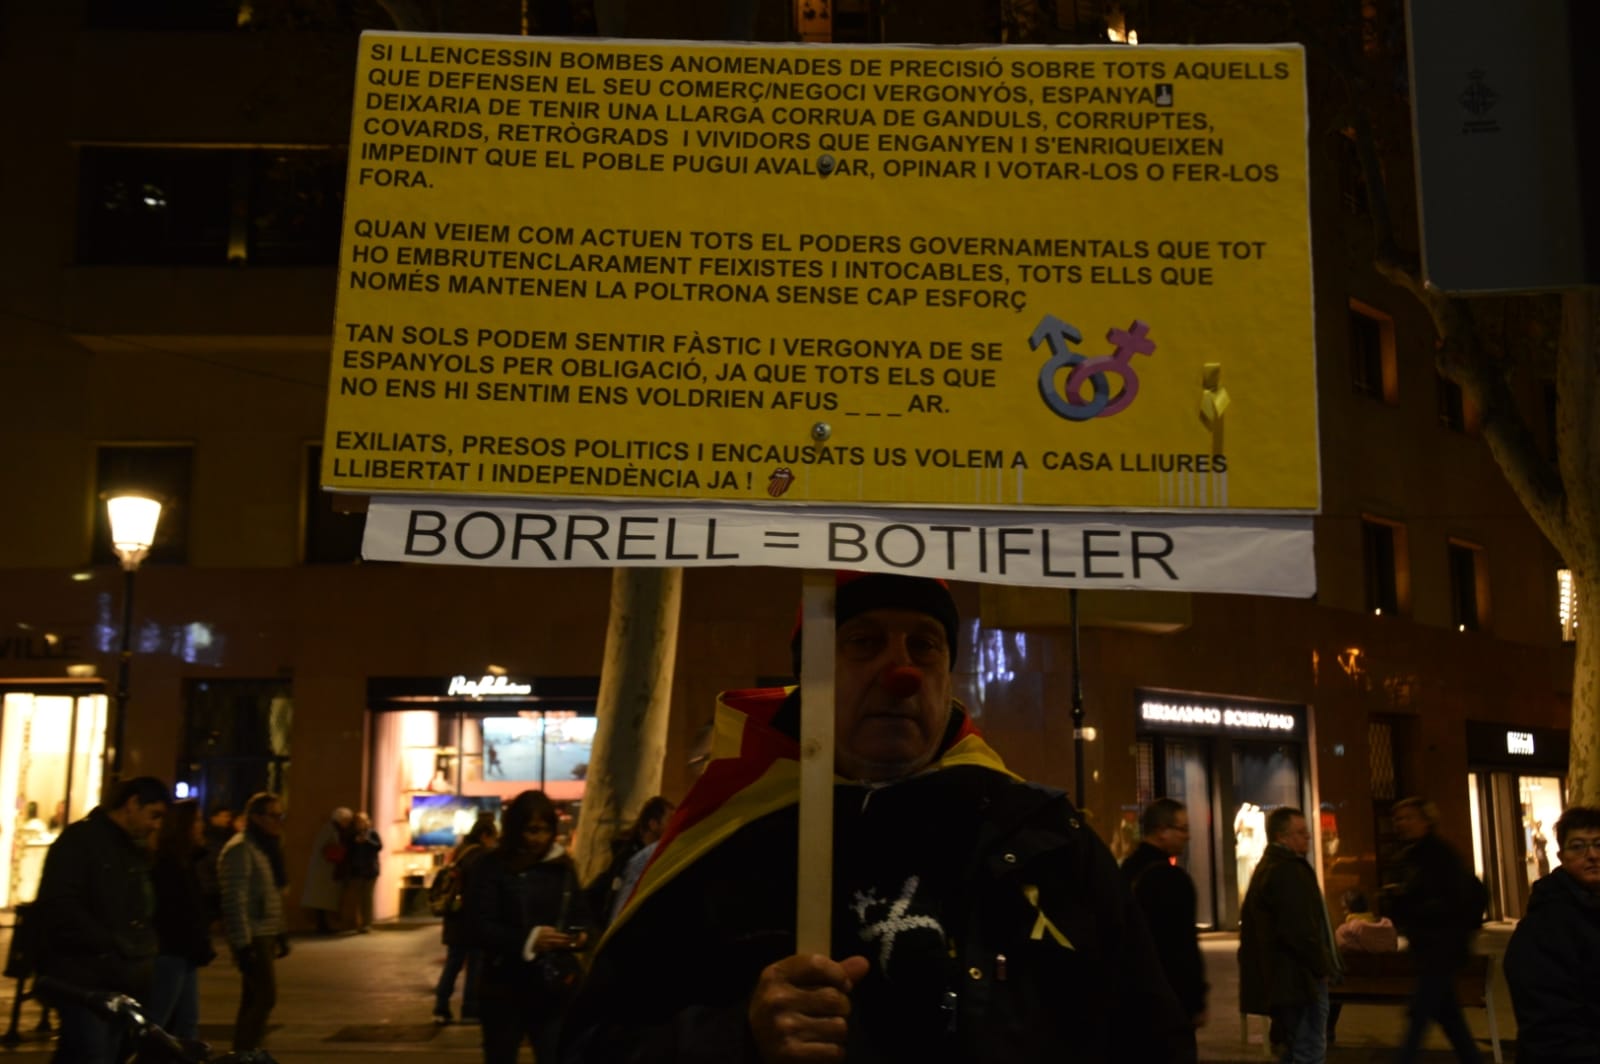 SI LLENCESSIN BOMBES ANOMENADES DE PRECISIÓ SOBRE TOTS AQUELLS
QUE DEFENSEN EL SEU COMERÇ/NEGOCI VERGONYÓS, ESPANYA
DEIXARIA DE TENIR UNA LLARGA CORRUA DE GANDULS, CORRUPTES,
COVARDS, RETRÒGRADS I VIVIDORS QUE ENGANYEN I S'ENRIQUEIXEN
IMPEDINT QUE EL POBLE PUGUI AVALUAR, OPINAR I VOTAR-LOS O FER-LOS
FORA.
QUAN VEIEM COM ACTUEN TOTS EL PODERS GOVERNAMENTALS QUE TOT
HO EMBRUTENCLARAMENT FEIXISTES I INTOCABLES, TOTS ELLS QUE
NOMÉS MANTENEN LA POLTRONA SENSE CAP ESFORÇ
TAN SOLS PODEM SENTIR FÀSTIC I VERGONYA DE SE
ESPANYOLS PER OBLIGACIÓ, JA QUE TOTS ELS QUE
NO ENS HI SENTIM ENS VOLDRIEN AFUS _ _ _ AR.
EXILIATS, PRESOS POLITICS I ENCAUSATS US VOLEM A CASA LLIURES
LLIBERTAT I INDEPENDÈNCIA JA !
BORRELL = BOTIFLER
VILLE
ERMANNO SCERVINO